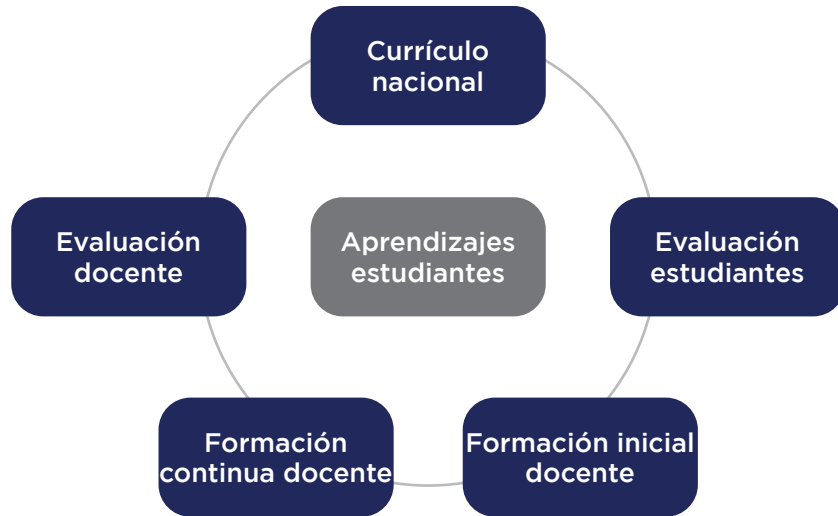 Currículo
nacional
Evaluación
docente
Aprendizajes
estudiantes
Evaluación
estudiantes
Formación
continua docente
Formación inicial
docente